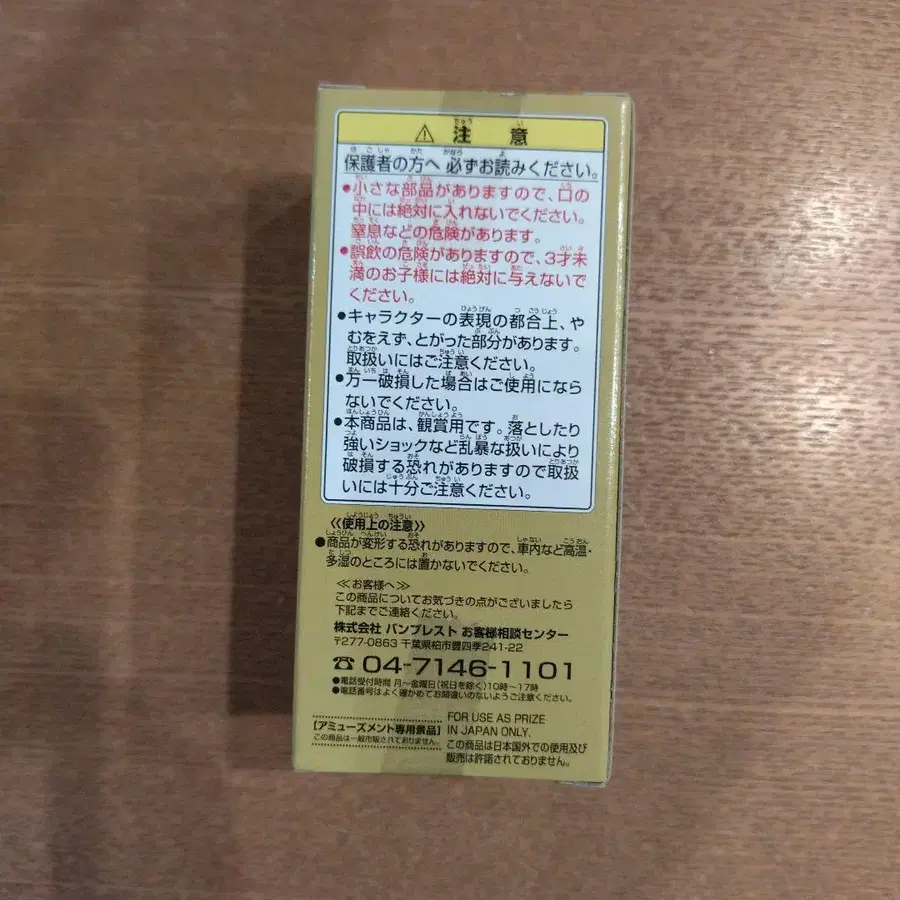 ⚠ 注意
保護者の方へ 必ずお読みください。
●小さな部品がありますので、口の
中には絶対に入れないでください。
窒息などの危険があります。
●誤飲の危険がありますので、3才未
満のお子様には絶対に与えないで
ください。
●キャラクターの表現の都合上、や
むをえず、とがった部分があります。
取扱いにはご注意ください。
●万一破損した場合はご使用になら
ないでください。
●本商品は、観賞用です。落としたり
強いショックなど乱暴な扱いにより
破損する恐れがありますので取扱
いには十分ご注意ください。
《使用上の注意》
●商品が変形する恐れがありますので、車内など高温・
多湿のところには置かないでください。
≪お客様へ≫
この商品についてお気づきの点がございましたら
下記までご連絡ください。
株式会社 バンプレスト お客様相談センター
〒277-0863 千葉県柏市豊四季241-22
☎ 04-7146-1101
●電話受付時間 月～金曜日(祝日を除く)10時～17時
●電話番号はよく確かめてお間違いのないようご注意ください。
【アミューズメント専用景品】
この商品は一般市販されておりません。
FOR USE AS PRIZE
IN JAPAN ONLY.
この商品は日本国外での使用及び
販売は許諾されておりません。